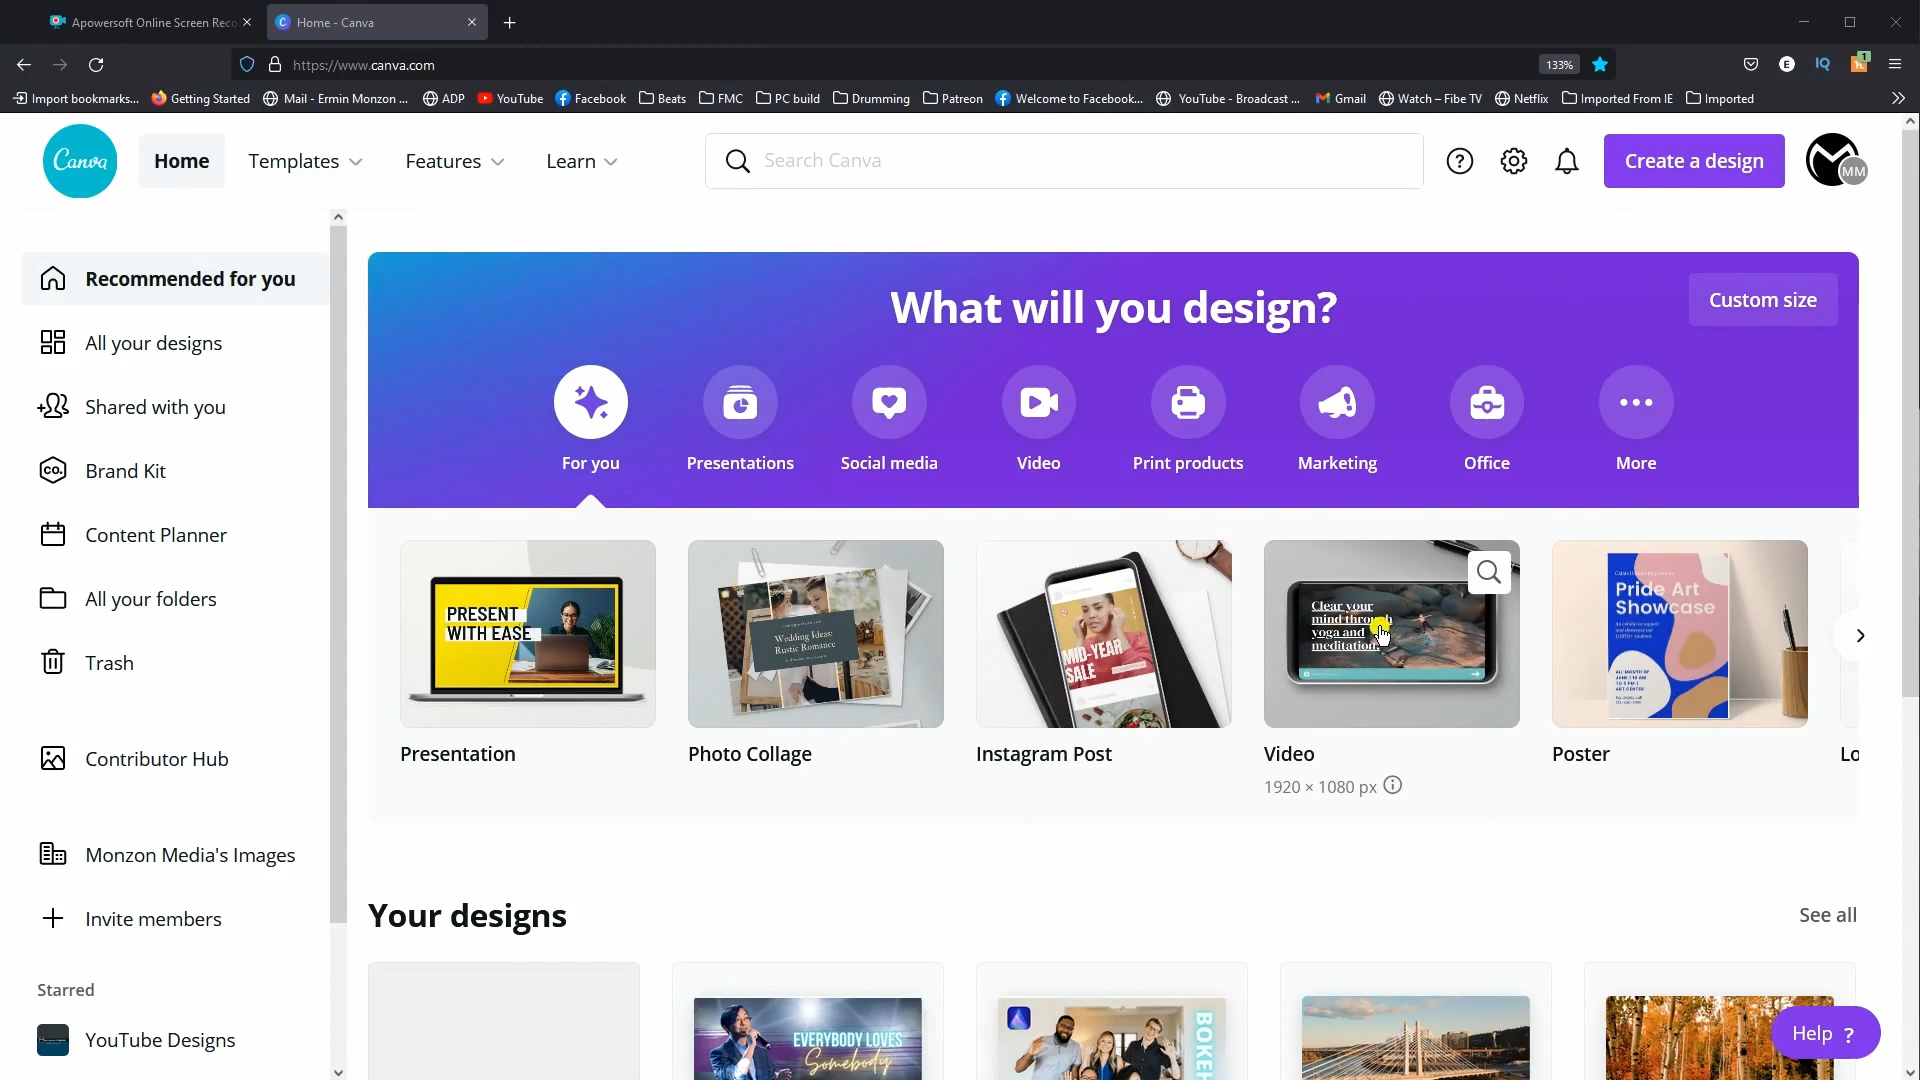 Apowersoft Online Screen Reco
Home - Canva
https://www.canva.com
133%
E
IQ
1
Import bookmarks...
Getting Started
Mail - Ermin Monzon ...
ADP
YouTube
Facebook
Beats
FMC
PC build
Drumming
Patreon
Welcome to Facebook...
YouTube - Broadcast ...
Gmail
Watch – Fibe TV
Netflix
Imported From IE
Imported
Canva
Home
Templates
Features
Learn
Search Canva
Create a design
MM
Recommended for you
All your designs
Shared with you
Brand Kit
Content Planner
All your folders
Trash
Contributor Hub
Monzon Media's Images
Invite members
Starred
YouTube Designs
What will you design?
Custom size
For you
Presentations
Social media
Video
Print products
Marketing
Office
More
PRESENT
WITH EASE
Wedding Ideas:
Rustic Romance
MID-YEAR
SALE
Clear your
mind through
yoga and
meditation.
Pride Art
Showcase
Presentation
Photo Collage
Instagram Post
Video
1920 × 1080 px
Poster
Lo
Your designs
See all
EVERYBODY LOVES
Somebody
BOKEH
Help ?